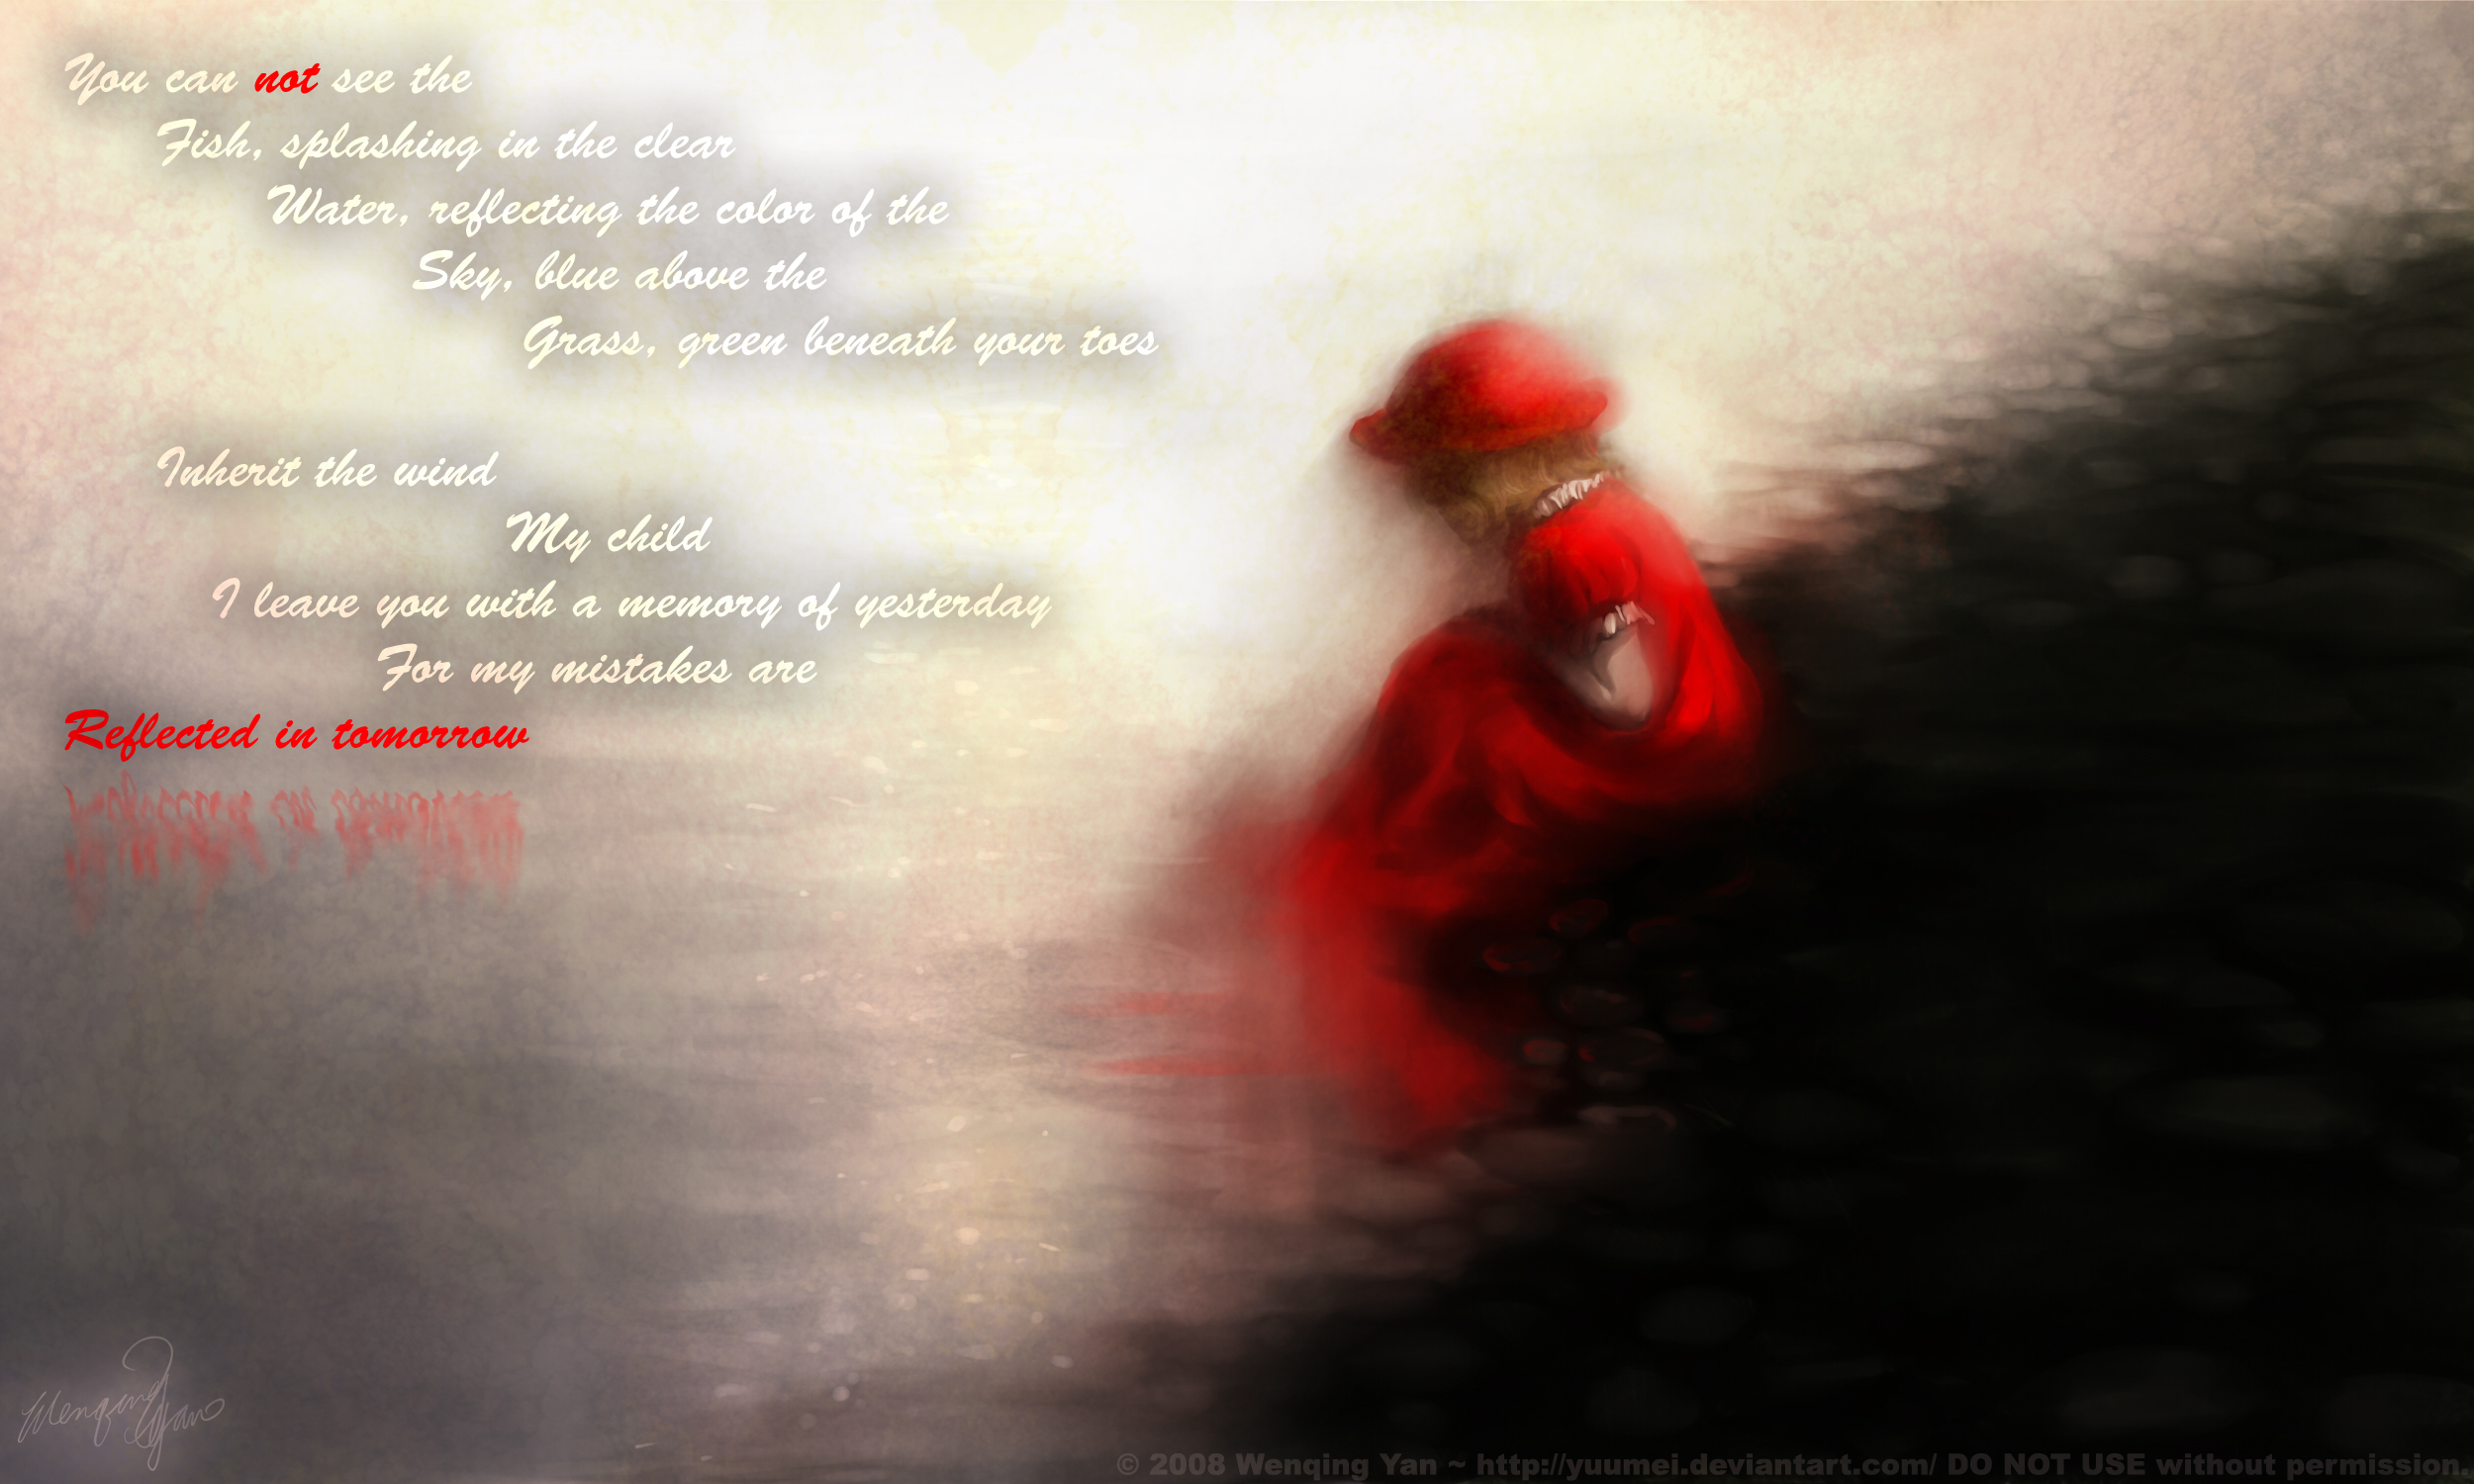 You can not see the
Fish, splashing in the clear
Water, reflecting the color of the
Sky, blue above the
Grass, green beneath your toes
Inherit the wind
My child
I leave you with a memory of yesterday
For my mistakes are
Reflected in tomorrow
Wenqing Yan
© 2008 Wenqing Yan ~ http://yuumei.deviantart.com/ DO NOT USE without permission.